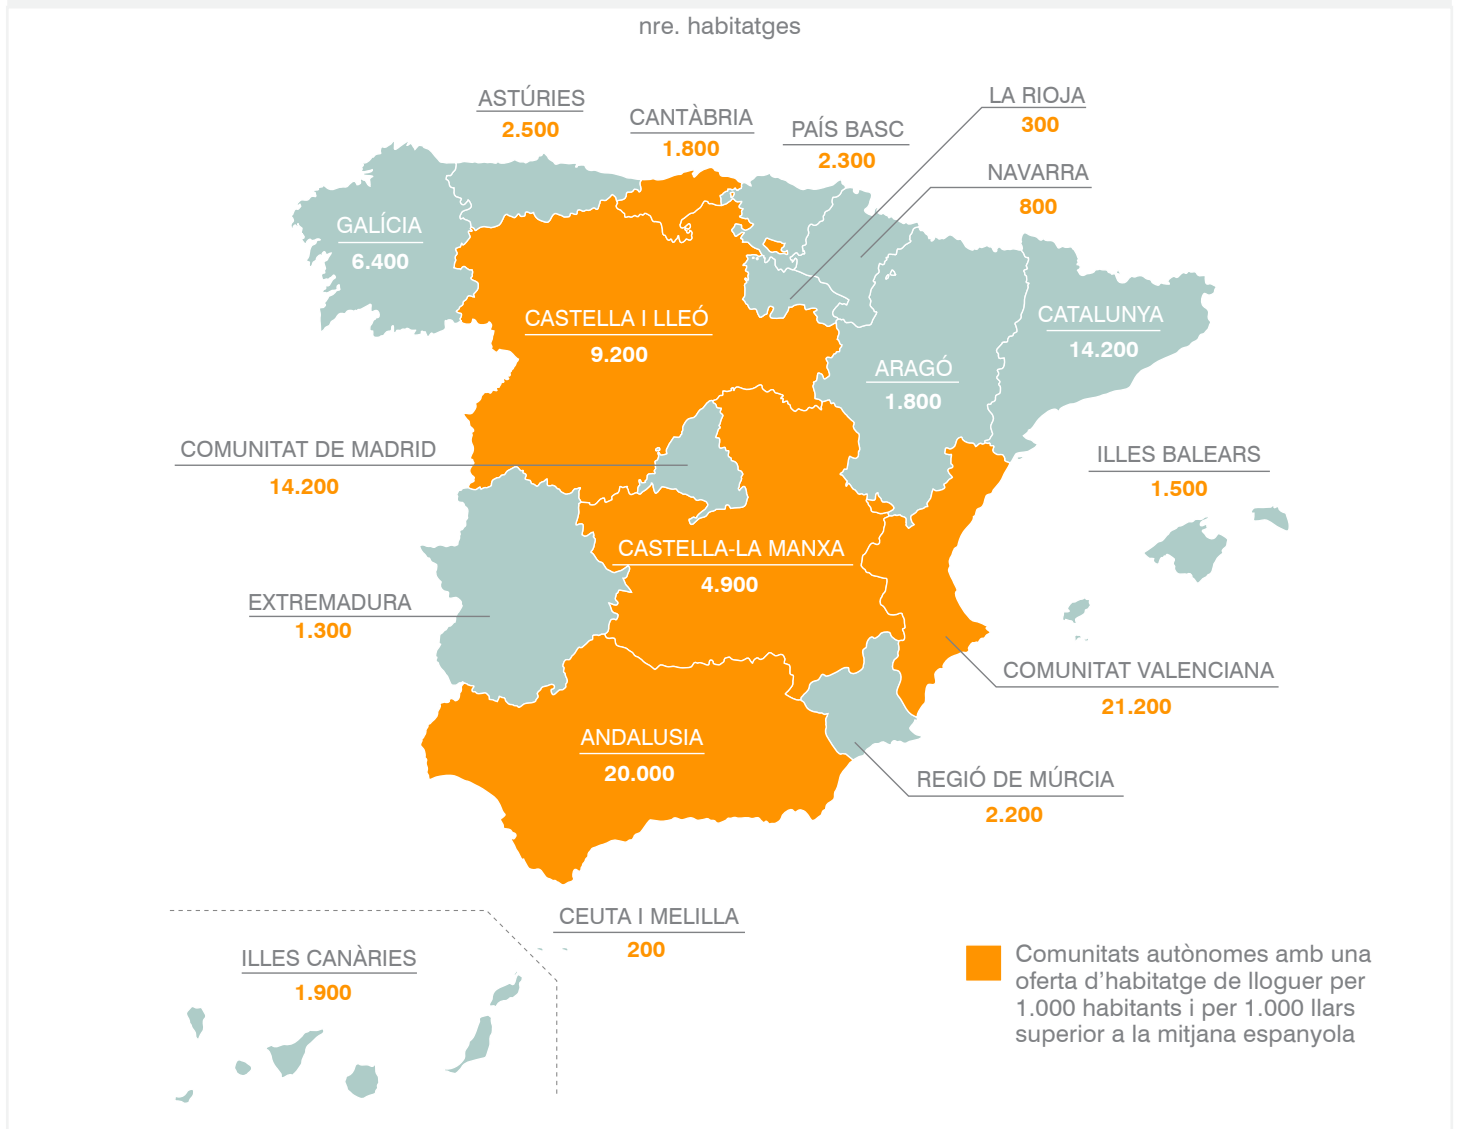 nre. habitatges
ASTÚRIES
2.500
CANTÀBRIA
1.800
PAÍS BASC
2.300
LA RIOJA
300
NAVARRA
800
GALÍCIA
6.400
CASTELLA I LLEÓ
9.200
CATALUNYA
14.200
ARAGÓ
1.800
COMUNITAT DE MADRID
14.200
ILLES BALEARS
1.500
CASTELLA-LA MANXA
4.900
EXTREMADURA
1.300
COMUNITAT VALENCIANA
21.200
ANDALUSIA
20.000
REGIÓ DE MÚRCIA
2.200
CEUTA I MELILLA
200
ILLES CANÀRIES
1.900
Comunitats autònomes amb una
oferta d’habitatge de lloguer per
1.000 habitants i per 1.000 llars
superior a la mitjana espanyola